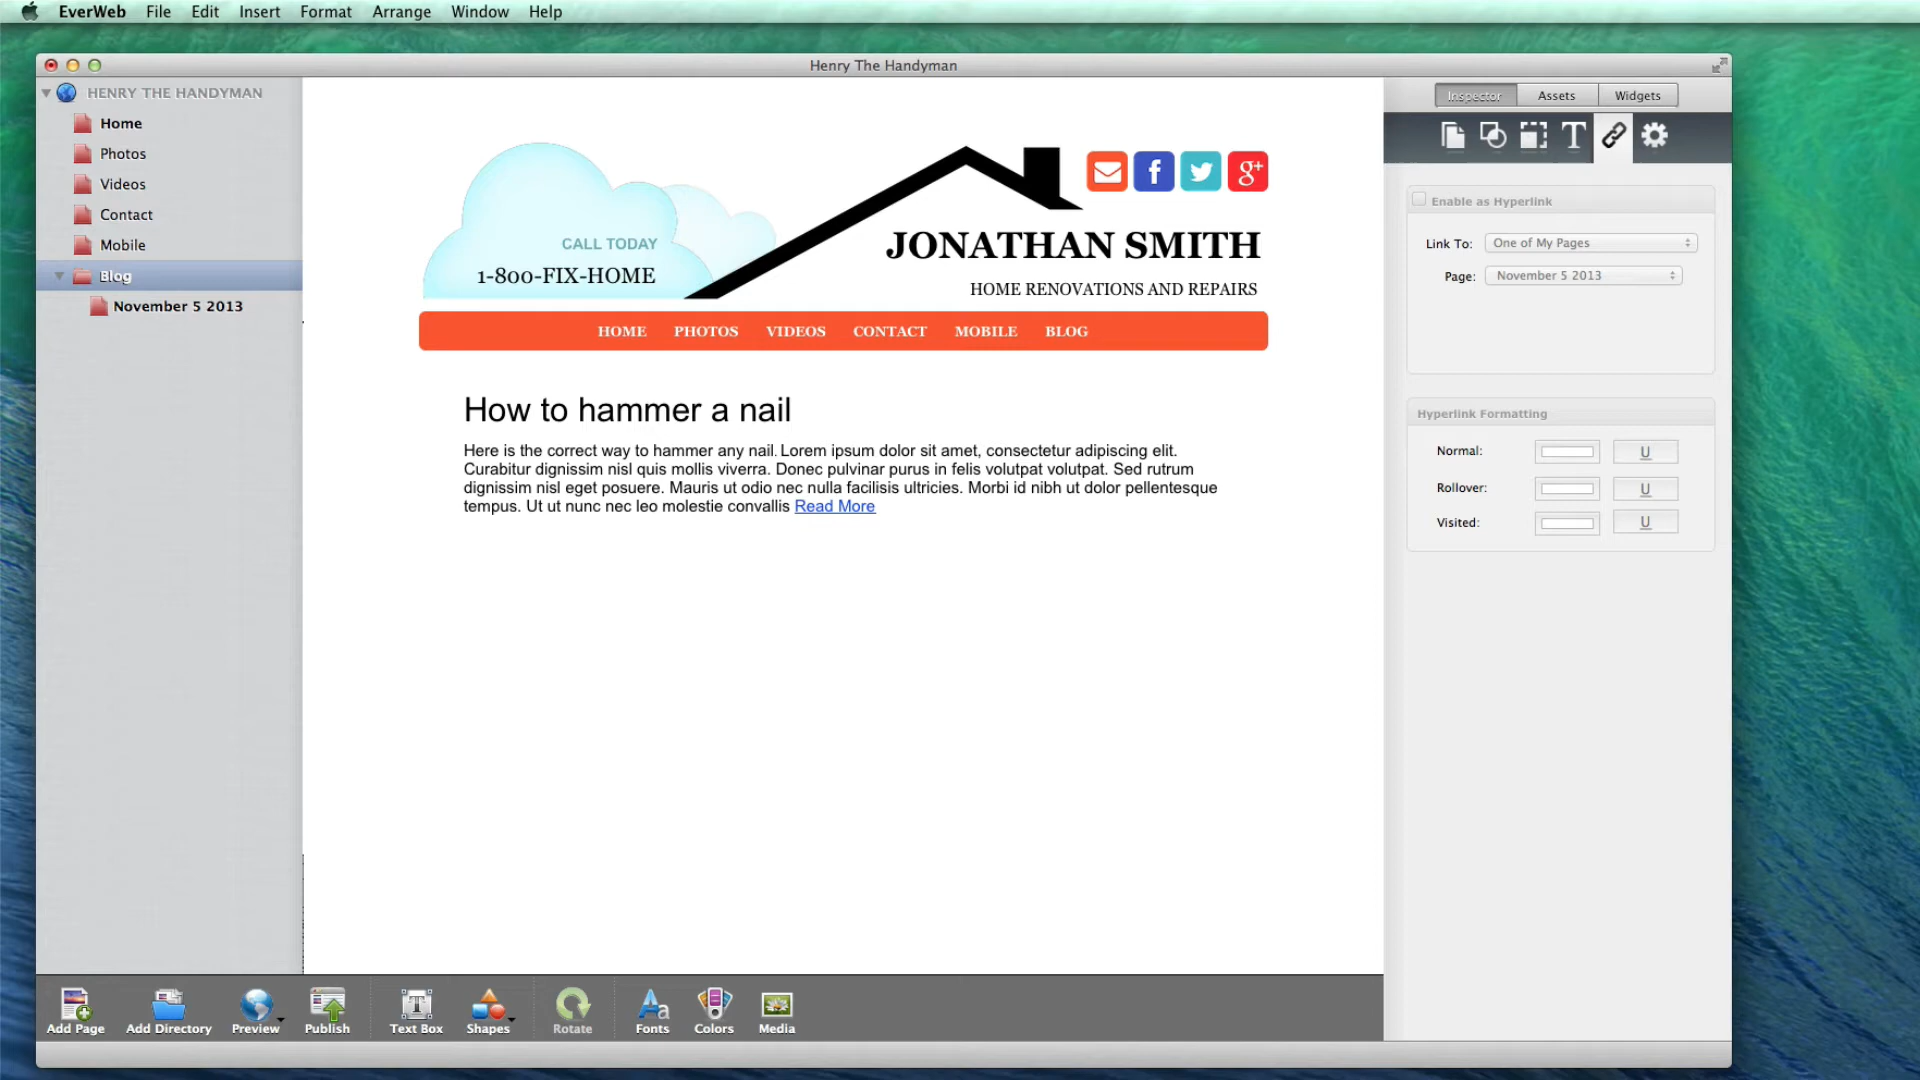 EverWeb File Edit Insert Format Arrange Window Help
Henry The Handyman
HENRY THE HANDYMAN
Home
Photos
Videos
Contact
Mobile
Blog
November 5 2013
CALL TODAY
1-800-FIX-HOME
f
g+
JONATHAN SMITH
HOME RENOVATIONS AND REPAIRS
HOME PHOTOS VIDEOS CONTACT MOBILE BLOG
How to hammer a nail
Here is the correct way to hammer any nail. Lorem ipsum dolor sit amet, consectetur adipiscing elit.
Curabitur dignissim nisl quis mollis viverra. Donec pulvinar purus in felis volutpat volutpat. Sed rutrum
dignissim nisl eget posuere. Mauris ut odio nec nulla facilisis ultricies. Morbi id nibh ut dolor pellentesque
tempus. Ut ut nunc nec leo molestie convallis Read More
Inspector Assets Widgets
T
Enable as Hyperlink
Link To: One of My Pages
Page: November 5 2013
Hyperlink Formatting
Normal: U
Rollover: U
Visited: U
Add Page Add Directory Preview Publish Text Box Shapes Rotate Fonts Colors Media